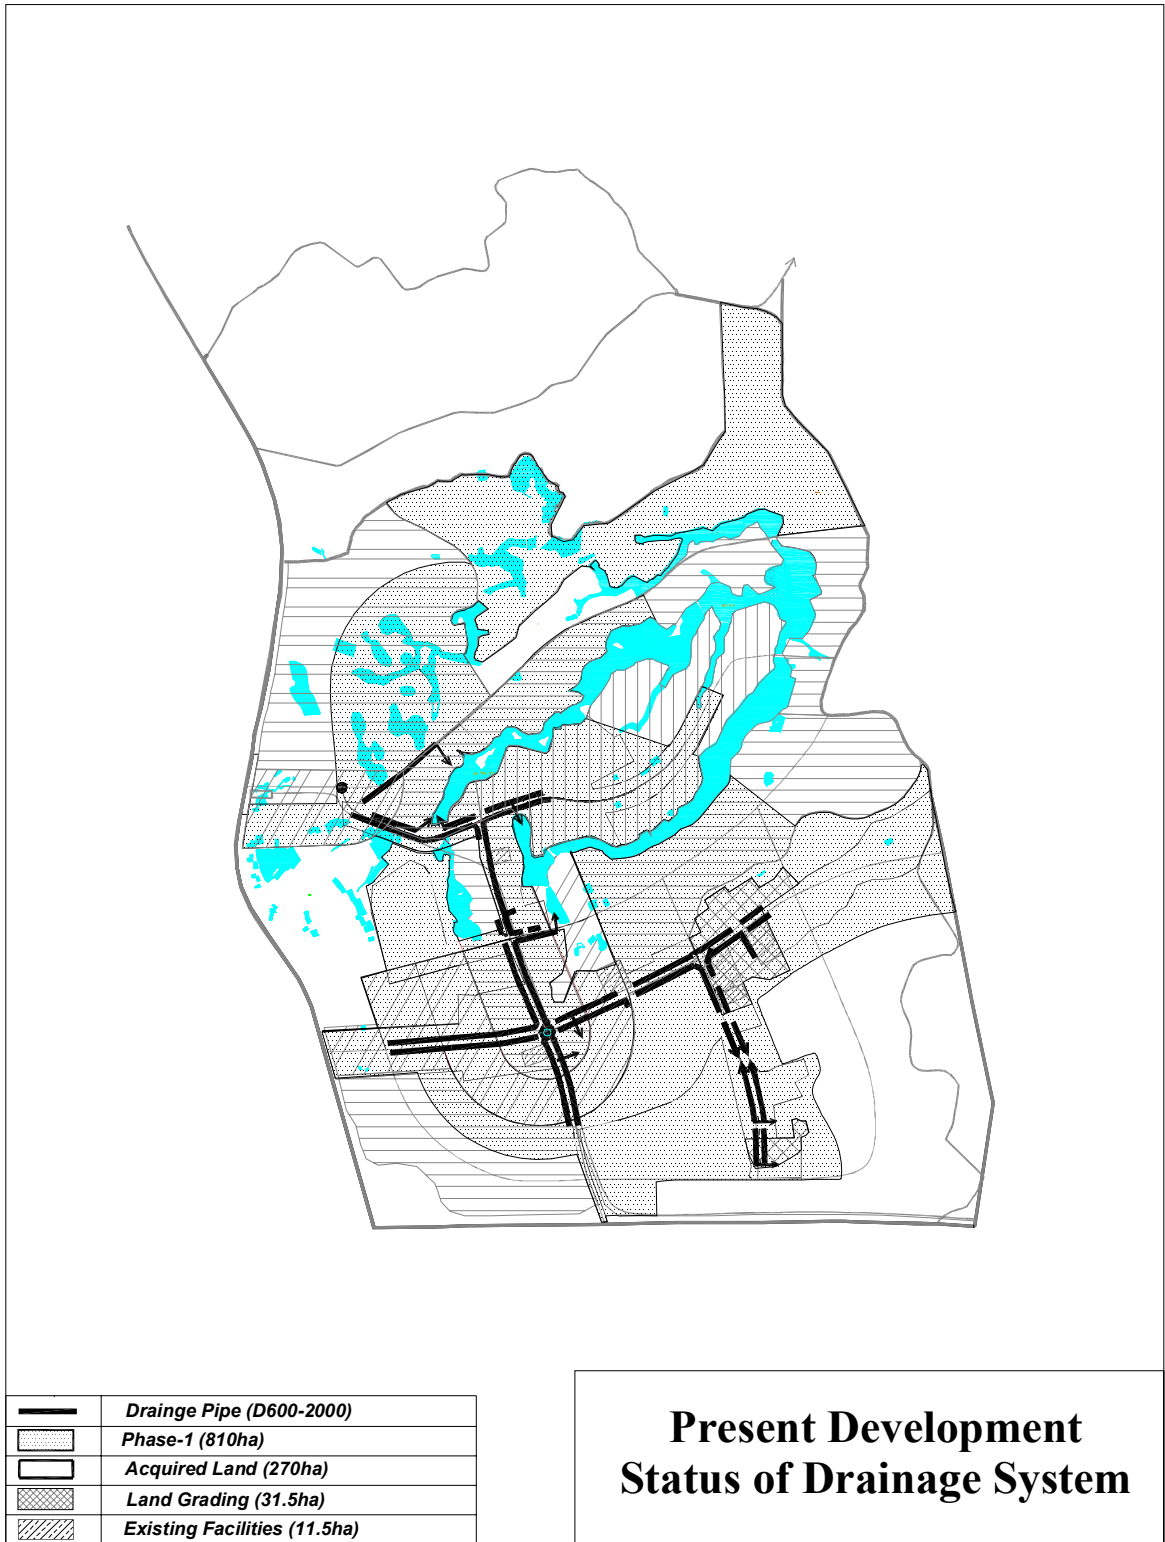 Drainge Pipe (D600-2000)
Phase-1 (810ha)
Acquired Land (270ha)
Land Grading (31.5ha)
Existing Facilities (11.5ha)
Present Development
Status of Drainage System